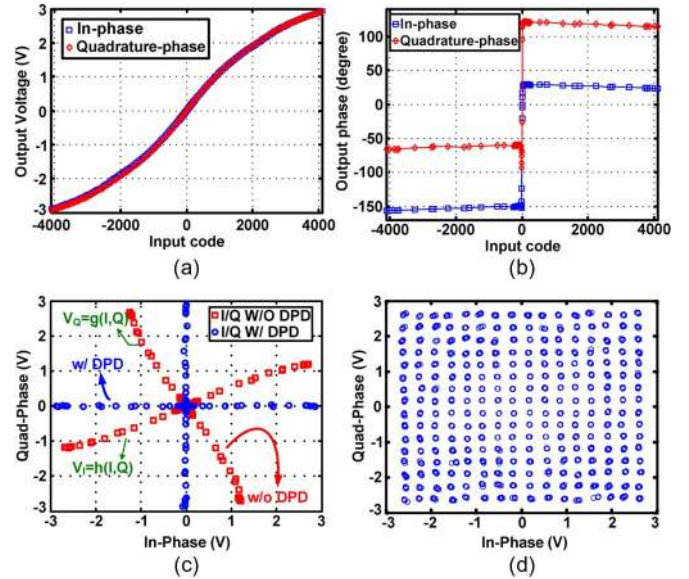 In-phase
Quadrature-phase
Output Voltage (V)
3
2
1
0
-1
-2
-3
-4000
-2000
0
2000
4000
Input code
(a)
In-phase
Quadrature-phase
Output phase (degree)
100
50
0
-50
-100
-150
-4000
-2000
0
2000
4000
Input code
(b)
VQ=g(I,Q)
I/Q W/O DPD
I/Q W/ DPD
w/ DPD
VI=h(I,Q)
w/o DPD
Quad-Phase (V)
3
2
1
0
-1
-2
-3
-3
-2
-1
0
1
2
3
In-Phase (V)
(c)
Quad-Phase (V)
3
2
1
0
-1
-2
-3
-3
-2
-1
0
1
2
3
In-Phase (V)
(d)